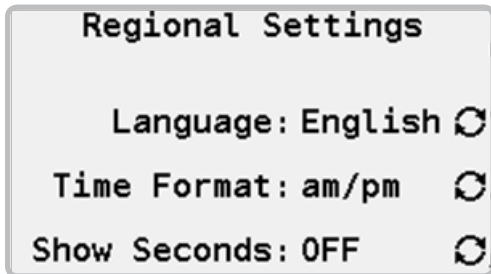 Regional Settings
Language: English
Time Format: am/pm
Show Seconds: OFF